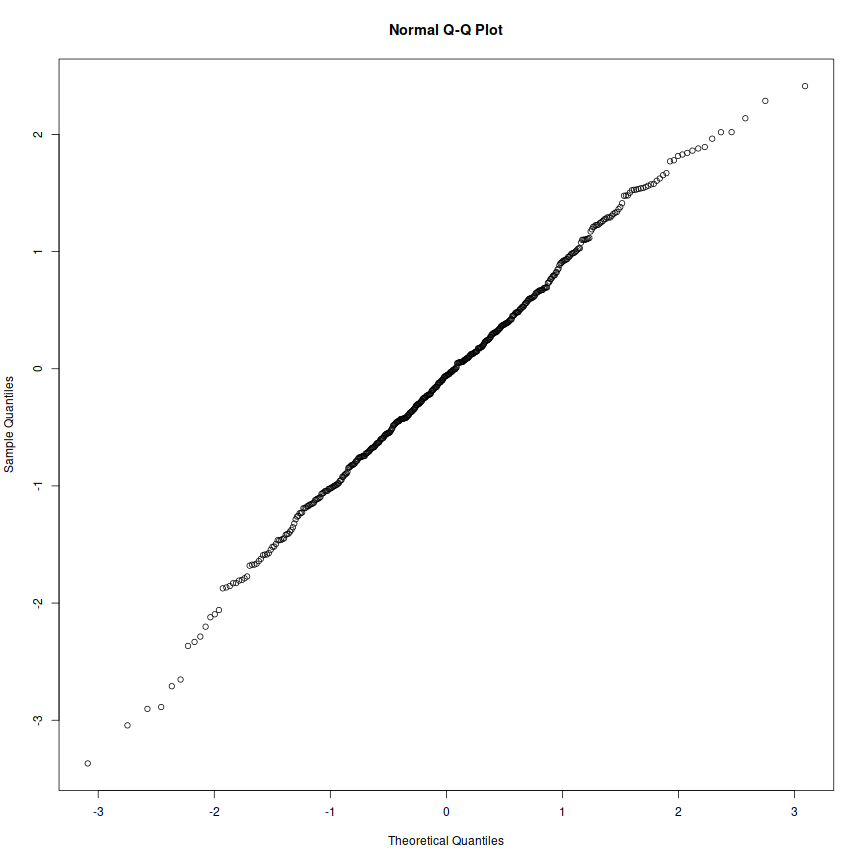 Normal Q-Q Plot
2
1
0
-1
-2
-3
Sample Quantiles
-3 -2 -1 0 1 2 3
Theoretical Quantiles